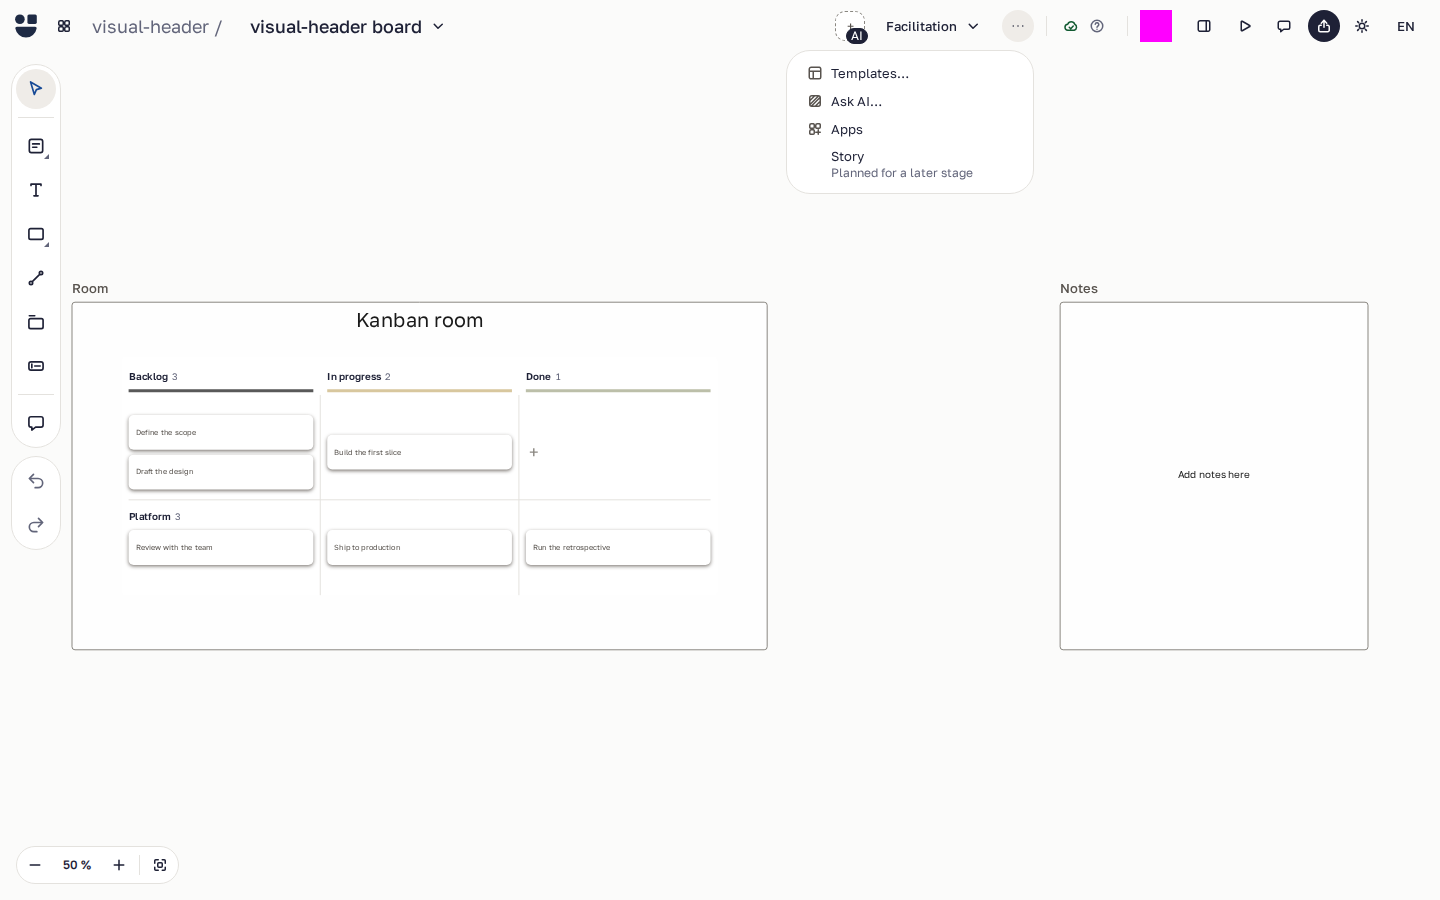 visual-header / visual-header board
AI
Facilitation
EN
Templates...
Ask AI...
Apps
Story
Planned for a later stage
Room
Notes
Kanban room
Backlog 3
In progress 2
Done 1
Define the scope
Draft the design
Build the first slice
+
Platform 3
Review with the team
Ship to production
Run the retrospective
Add notes here
50 %